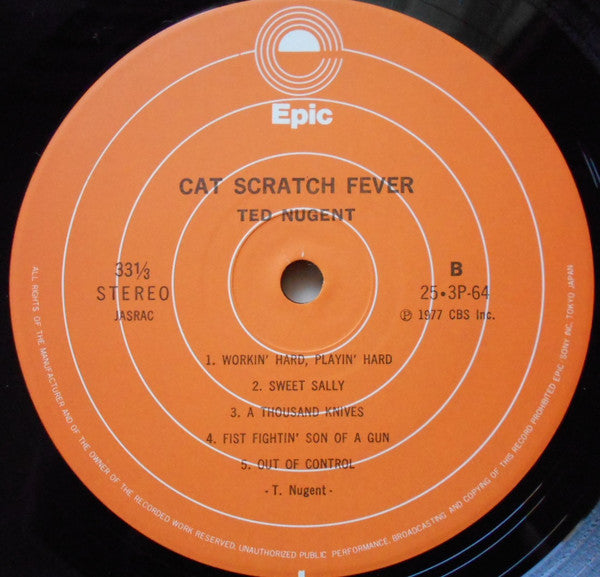 Epic
CAT SCRATCH FEVER
TED NUGENT
33⅓
STEREO
JASRAC
B
25•3P-64
Ⓟ 1977 CBS Inc.
1. WORKIN' HARD, PLAYIN' HARD
2. SWEET SALLY
3. A THOUSAND KNIVES
4. FIST FIGHTIN' SON OF A GUN
5. OUT OF CONTROL
- T. Nugent -
ALL RIGHTS OF THE MANUFACTURER AND OF THE OWNER OF THE RECORDED WORK RESERVED. UNAUTHORIZED PUBLIC PERFORMANCE, BROADCASTING AND COPYING OF THIS RECORD PROHIBITED EPIC/SONY INC. TOKYO JAPAN